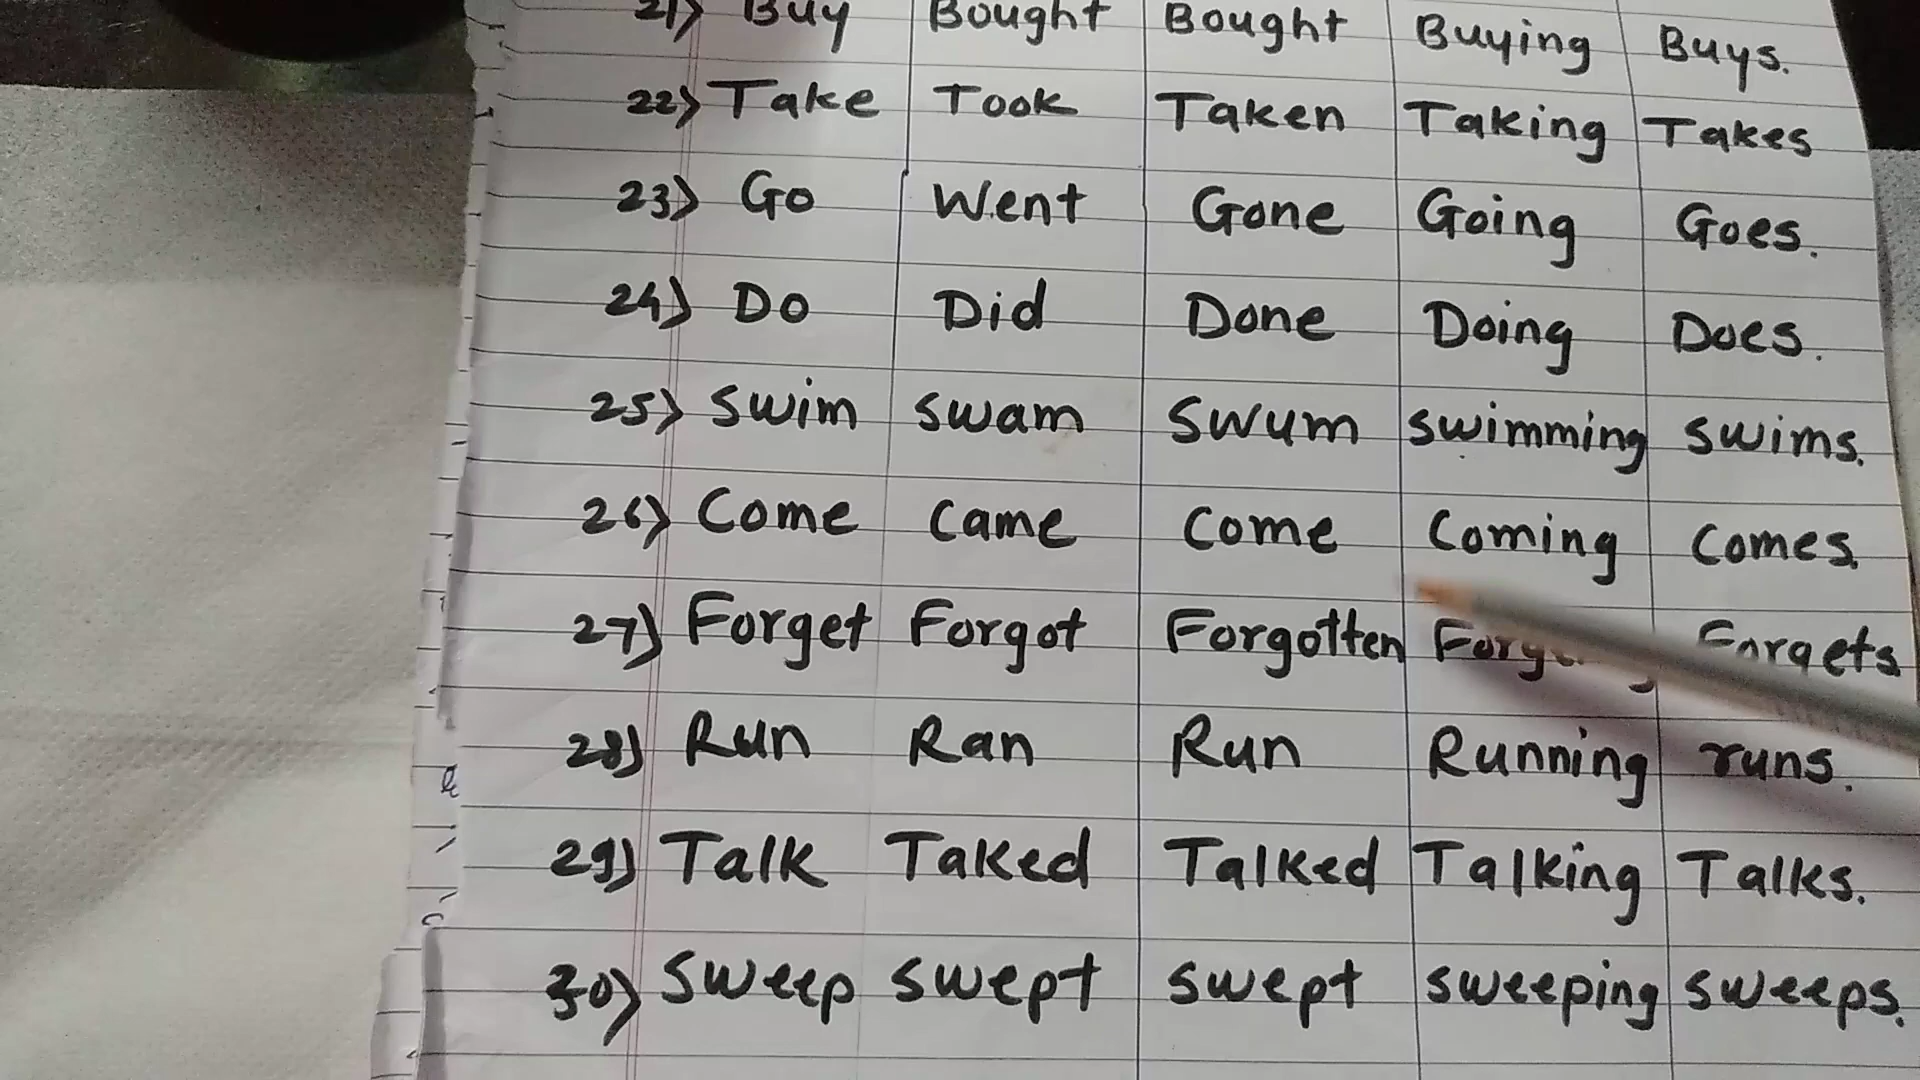 21) Buy Bought Bought Buying Buys.
22) Take Took Taken Taking Takes
23) Go Went Gone Going Goes.
24) Do Did Done Doing Does.
25) Swim Swam Swum Swimming Swims.
26) Come Came Come Coming Comes.
27) Forget Forgot Forgotten Forgets
28) Run Ran Run Running runs.
29) Talk Taked Talked Talking Talks.
30) Sweep Swept Swept Sweeping Sweeps.